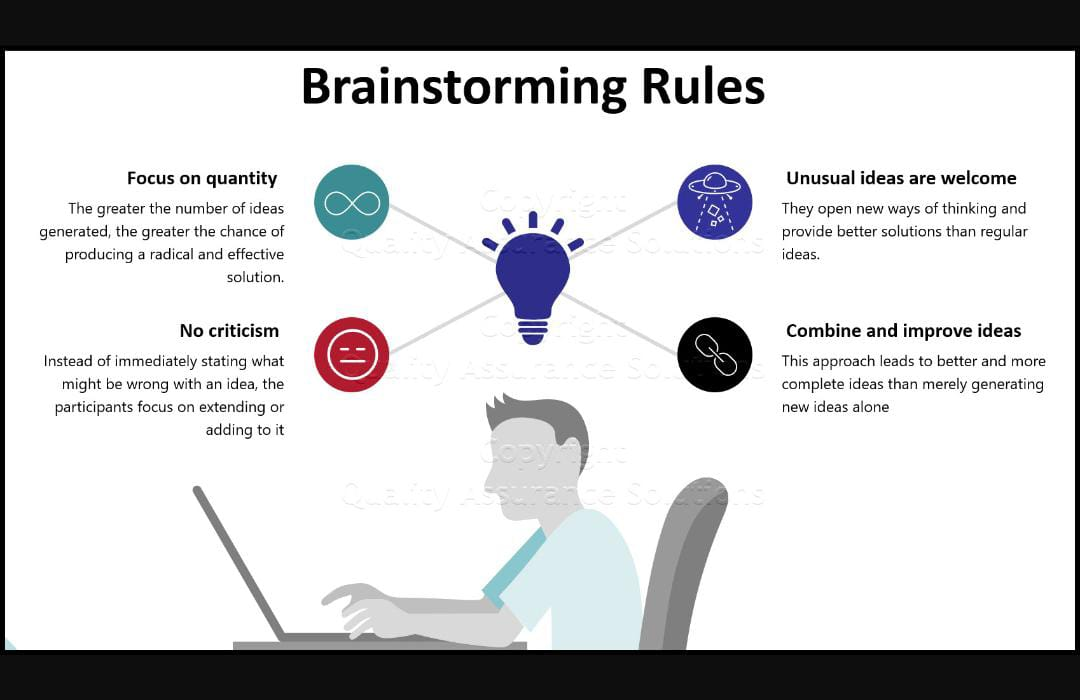 Brainstorming Rules
Focus on quantity
The greater the number of ideas
generated, the greater the chance of
producing a radical and effective
solution.
No criticism
Instead of immediately stating what
might be wrong with an idea, the
participants focus on extending or
adding to it
Unusual ideas are welcome
They open new ways of thinking and
provide better solutions than regular
ideas.
Combine and improve ideas
This approach leads to better and more
complete ideas than merely generating
new ideas alone
Copyright
Quality Assurance Solutions
Copyright
Quality Assurance Solutions
Copyright
Quality Assurance Solutions